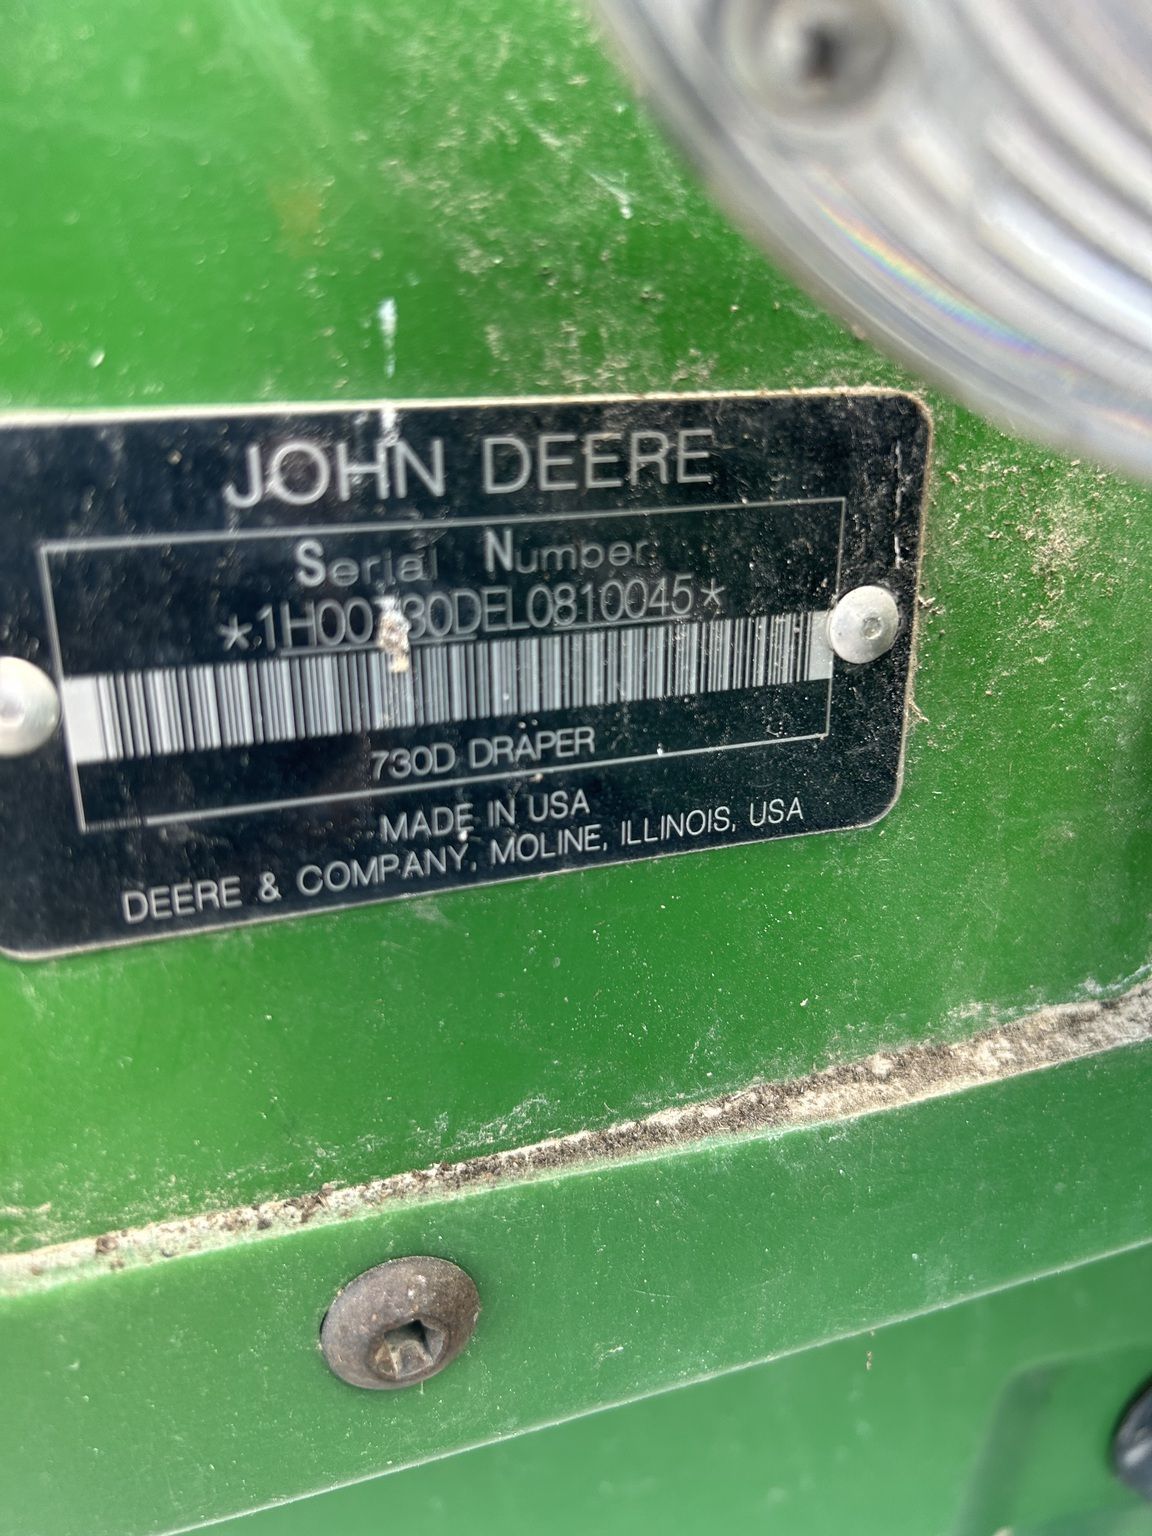 JOHN DEERE
Serial Number
*1H00730DEL0810045*
730D DRAPER
MADE IN USA
DEERE & COMPANY, MOLINE, ILLINOIS, USA